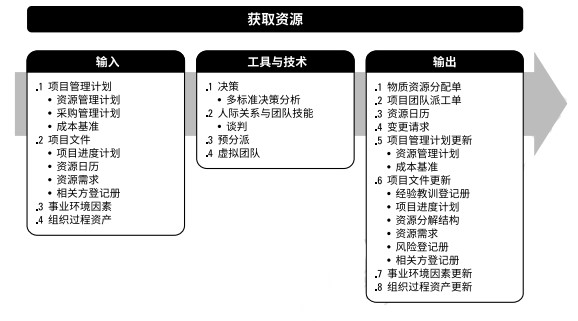 获取资源
输入
.1 项目管理计划
• 资源管理计划
• 采购管理计划
• 成本基准
.2 项目文件
• 项目进度计划
• 资源日历
• 资源需求
• 相关方登记册
.3 事业环境因素
.4 组织过程资产
工具与技术
.1 决策
• 多标准决策分析
.2 人际关系与团队技能
• 谈判
.3 预分派
.4 虚拟团队
输出
.1 物质资源分配单
.2 项目团队派工单
.3 资源日历
.4 变更请求
.5 项目管理计划更新
• 资源管理计划
• 成本基准
.6 项目文件更新
• 经验教训登记册
• 项目进度计划
• 资源分解结构
• 资源需求
• 风险登记册
• 相关方登记册
.7 事业环境因素更新
.8 组织过程资产更新